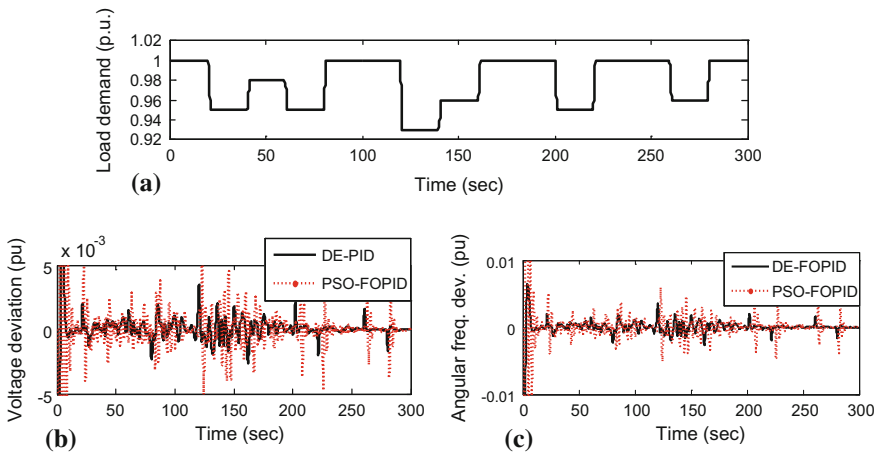 Load demand (p.u.)
1.02
1
0.98
0.96
0.94
0.92
0 50 100 150 200 250 300
Time (sec)
(a)
x 10-3
Voltage deviation (pu)
5
0
-5
DE-PID
PSO-FOPID
0 50 100 150 200 250 300
Time (sec)
(b)
Angular freq. dev. (pu)
0.01
0
-0.01
DE-FOPID
PSO-FOPID
0 50 100 150 200 250 300
Time (sec)
(c)